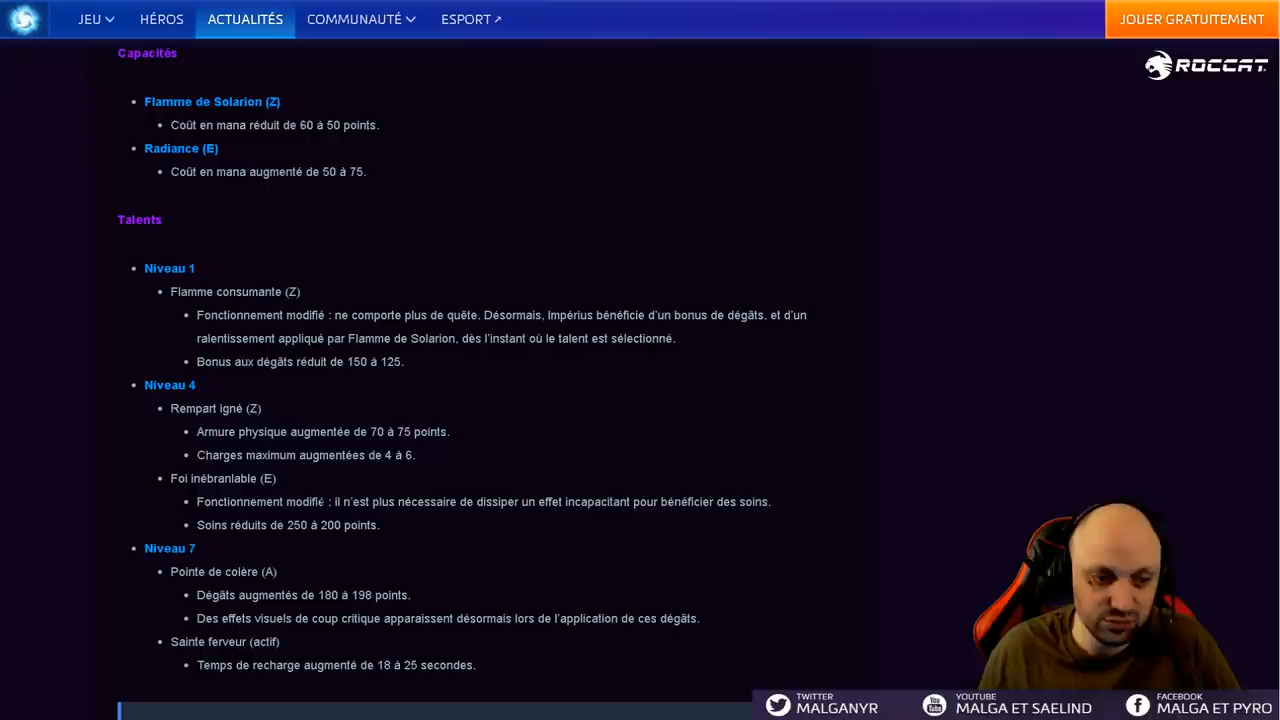 JEU HÉROS ACTUALITÉS COMMUNAUTÉ ESPORT↗ JOUER GRATUITEMENT
Capacités
ROCCAT
Flamme de Solarion (Z)
Coût en mana réduit de 60 à 50 points.
Radiance (E)
Coût en mana augmenté de 50 à 75.
Talents
Niveau 1
Flamme consumante (Z)
Fonctionnement modifié : ne comporte plus de quête. Désormais, Impérius bénéficie d'un bonus de dégâts, et d'un
ralentissement appliqué par Flamme de Solarion, dès l'instant où le talent est sélectionné.
Bonus aux dégâts réduit de 150 à 125.
Niveau 4
Rempart igné (Z)
Armure physique augmentée de 70 à 75 points.
Charges maximum augmentées de 4 à 6.
Foi inébranlable (E)
Fonctionnement modifié : il n'est plus nécessaire de dissiper un effet incapacitant pour bénéficier des soins.
Soins réduits de 250 à 200 points.
Niveau 7
Pointe de colère (A)
Dégâts augmentés de 180 à 198 points.
Des effets visuels de coup critique apparaissent désormais lors de l'application de ces dégâts.
Sainte ferveur (actif)
Temps de recharge augmenté de 18 à 25 secondes.
TWITTER
MALGANYR
YOUTUBE
MALGA ET SAELIND
FACEBOOK
MALGA ET PYRO